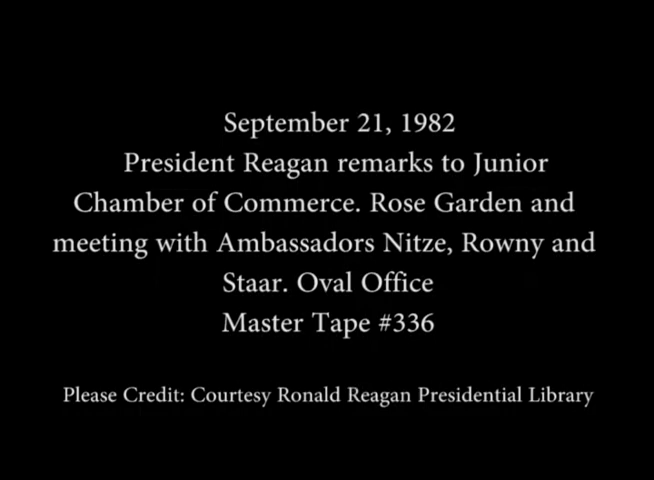 September 21, 1982
President Reagan remarks to Junior
Chamber of Commerce. Rose Garden and
meeting with Ambassadors Nitze, Rowny and
Staar. Oval Office
Master Tape #336
Please Credit: Courtesy Ronald Reagan Presidential Library